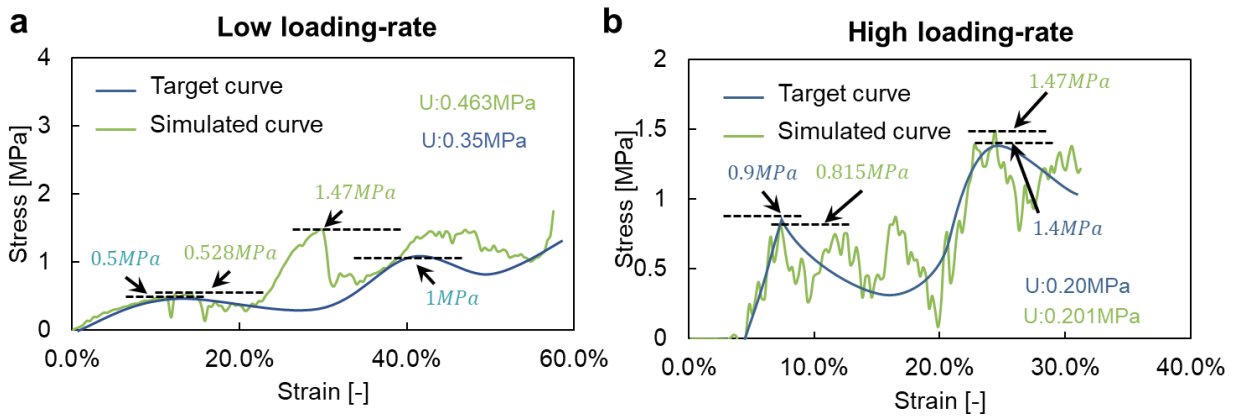 a
Low loading-rate
Stress [MPa]
4
3
2
1
0
Target curve
Simulated curve
U:0.463MPa
U:0.35MPa
1.47MPa
0.5MPa
0.528MPa
1MPa
0.0%
20.0%
40.0%
60.0%
Strain [-]
b
High loading-rate
Stress [MPa]
2
1.5
1
0.5
0
Target curve
Simulated curve
1.47MPa
0.9MPa
0.815MPa
1.4MPa
U:0.20MPa
U:0.201MPa
0.0%
10.0%
20.0%
30.0%
40.0%
Strain [-]